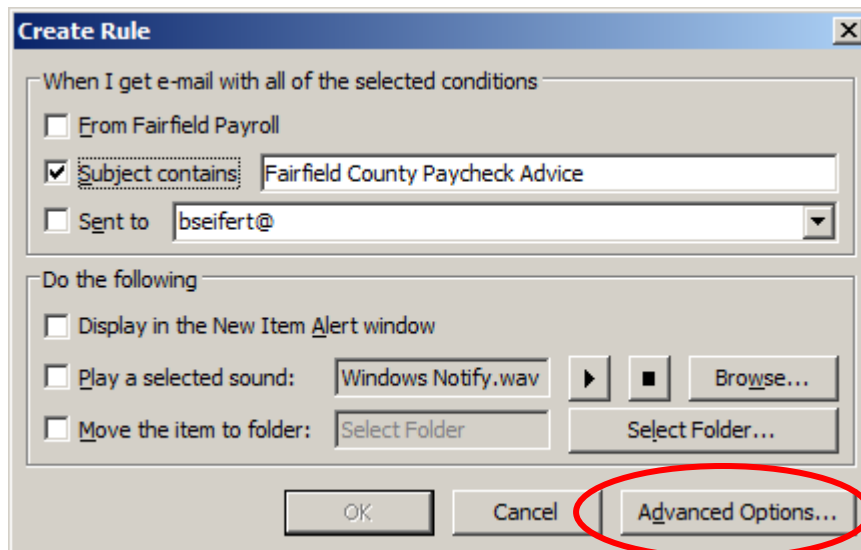 Create Rule
When I get e-mail with all of the selected conditions
From Fairfield Payroll
Subject contains Fairfield County Paycheck Advice
Sent to bseifert@
Do the following
Display in the New Item Alert window
Play a selected sound: Windows Notify.wav Browse...
Move the item to folder: Select Folder Select Folder...
OK Cancel Advanced Options...